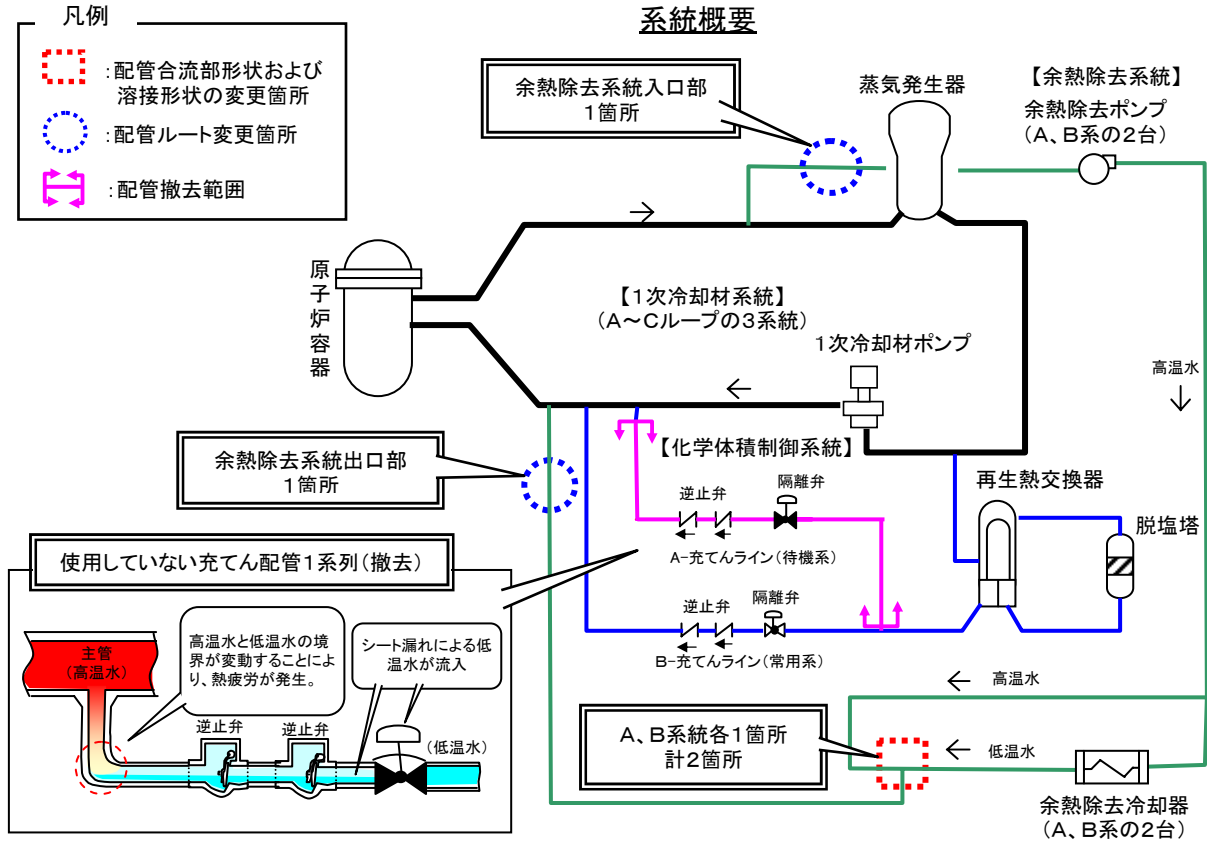 系統概要
凡例
:配管合流部形状および
溶接形状の変更箇所
:配管ルート変更箇所
:配管撤去範囲
余熱除去系統入口部
1箇所
蒸気発生器
【余熱除去系統】
余熱除去ポンプ
(A、B系の2台)
原子炉容器
【1次冷却材系統】
(A～Cループの3系統)
1次冷却材ポンプ
高温水
余熱除去系統出口部
1箇所
【化学体積制御系統】
逆止弁
隔離弁
A-充てんライン(待機系)
再生熱交換器
脱塩塔
逆止弁
隔離弁
B-充てんライン(常用系)
使用していない充てん配管1系列(撤去)
主管
(高温水)
高温水と低温水の境
界が変動することによ
り、熱疲労が発生。
シート漏れによる低
温水が流入
逆止弁
逆止弁
(低温水)
高温水
A、B系統各1箇所
計2箇所
低温水
余熱除去冷却器
(A、B系の2台)